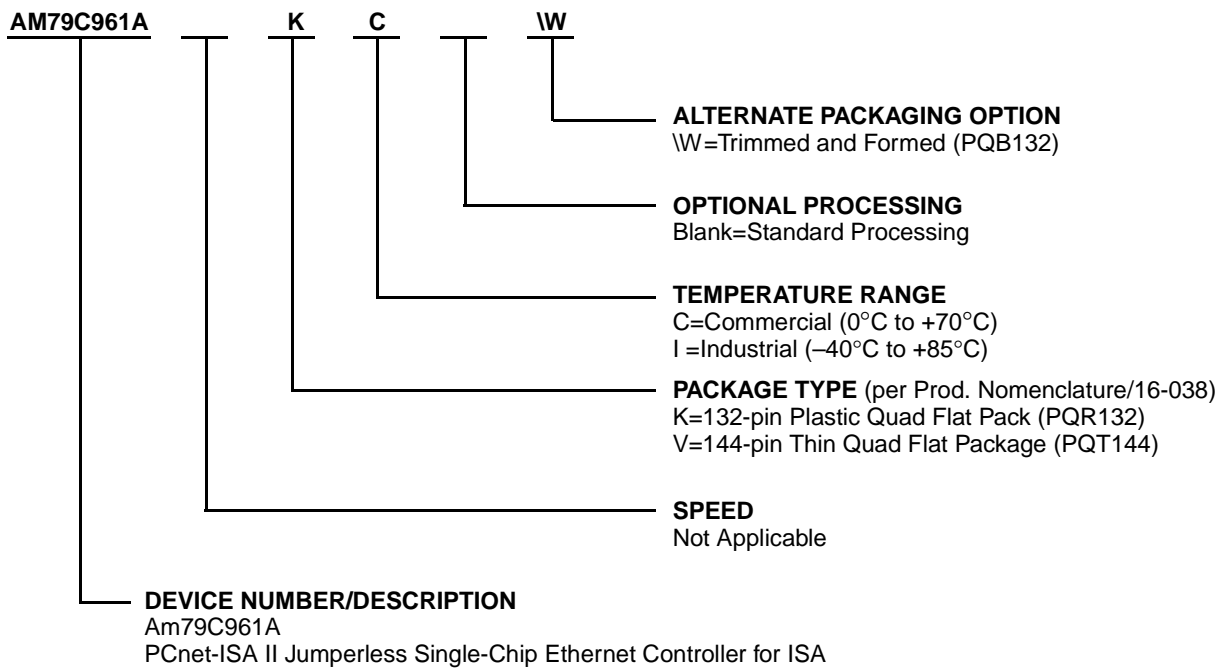 AM79C961A K C \W
ALTERNATE PACKAGING OPTION
\W=Trimmed and Formed (PQB132)
OPTIONAL PROCESSING
Blank=Standard Processing
TEMPERATURE RANGE
C=Commercial (0°C to +70°C)
I =Industrial (–40°C to +85°C)
PACKAGE TYPE (per Prod. Nomenclature/16-038)
K=132-pin Plastic Quad Flat Pack (PQR132)
V=144-pin Thin Quad Flat Package (PQT144)
SPEED
Not Applicable
DEVICE NUMBER/DESCRIPTION
Am79C961A
PCnet-ISA II Jumperless Single-Chip Ethernet Controller for ISA